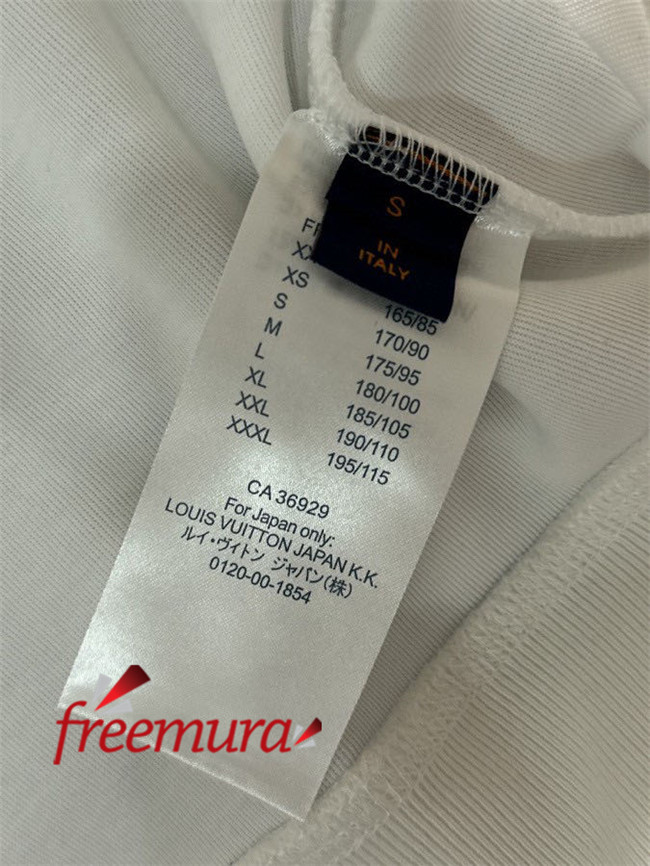 S
IN
ITALY
XS 165/85
S 170/90
M 175/95
L 180/100
XL 185/105
XXL 190/110
XXXL 195/115
CA 36929
For Japan only:
LOUIS VUITTON JAPAN K.K.
ルイ・ヴィトン ジャパン(株)
0120-00-1854
freemura